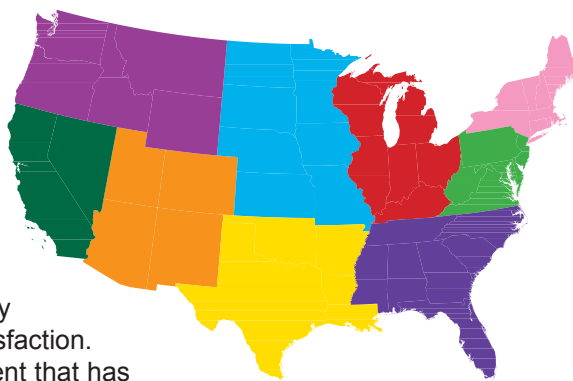 y
sfaction.
ent that has